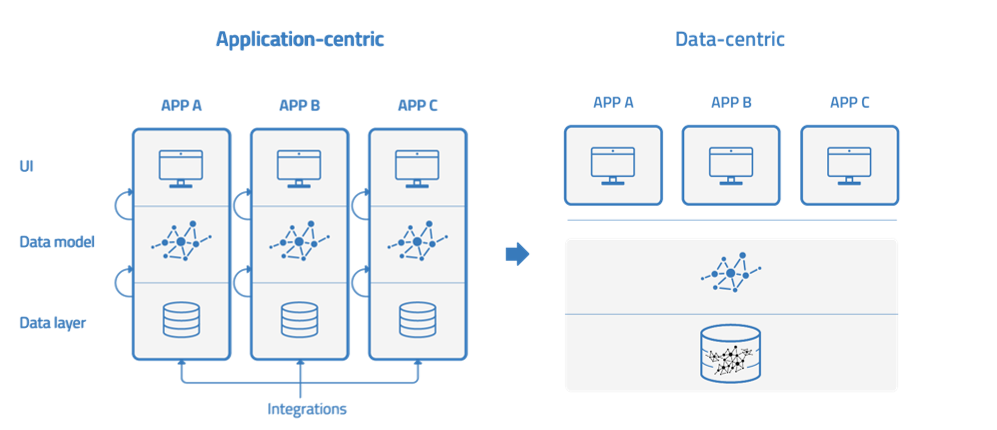 Application-centric
Data-centric
APP A
APP B
APP C
APP A
APP B
APP C
UI
Data model
Data layer
Integrations